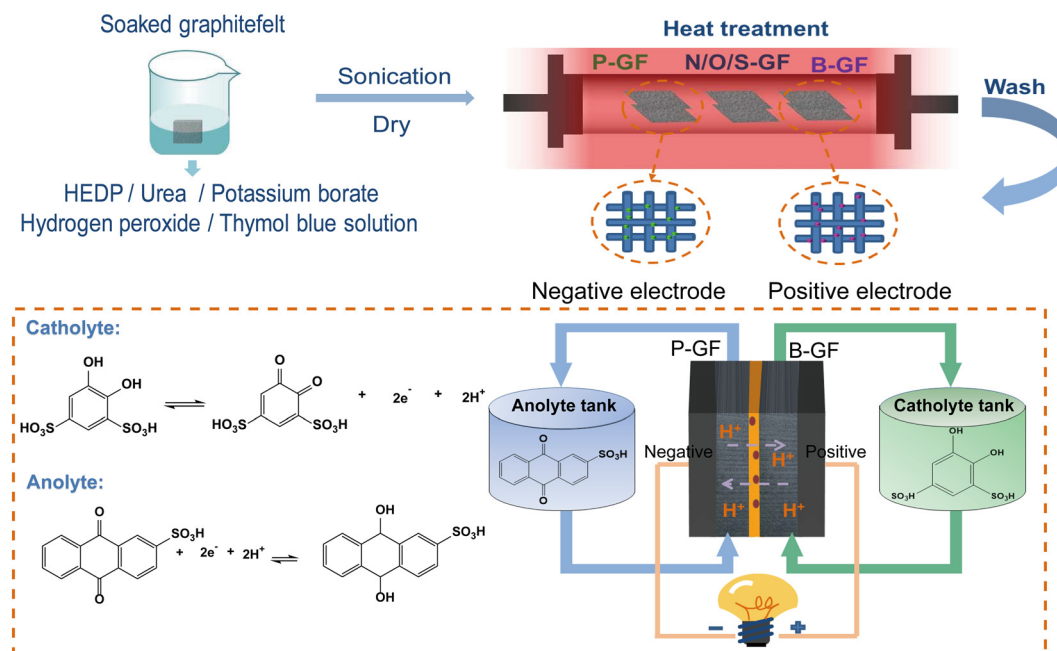 Soaked graphitefelt
Sonication
Dry
HEDP / Urea / Potassium borate
Hydrogen peroxide / Thymol blue solution
Heat treatment
P-GF N/O/S-GF B-GF
Wash
Negative electrode Positive electrode
Catholyte:
OH
OH
HO₃S SO₃H
O
O
HO₃S SO₃H
+ 2e⁻ + 2H⁺
Anolyte:
O
SO₃H
O
+ 2e⁻ + 2H⁺
OH
SO₃H
OH
P-GF B-GF
Anolyte tank
O
SO₃H
O
Negative Positive
H⁺
H⁺
H⁺ H⁺
Catholyte tank
OH
OH
SO₃H SO₃H
− +